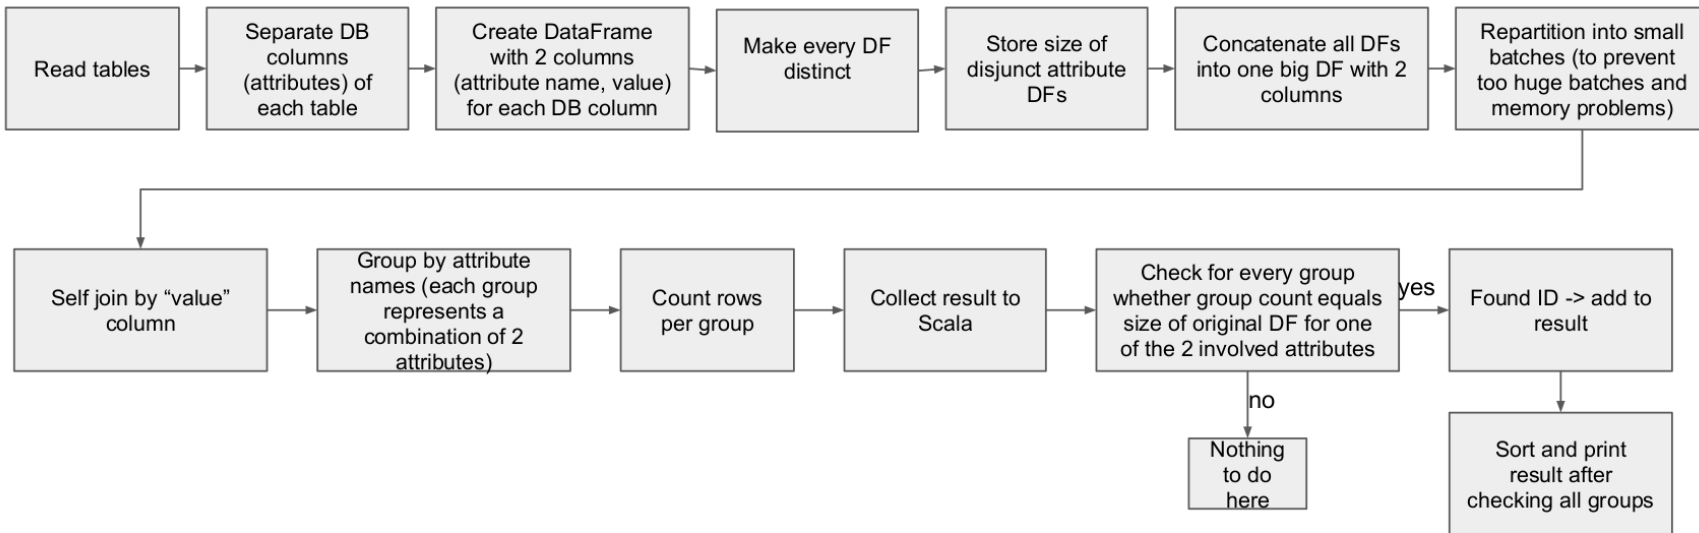 Read tables
Separate DB
columns
(attributes) of
each table
Create DataFrame
with 2 columns
(attribute name, value)
for each DB column
Make every DF
distinct
Store size of
disjunct attribute
DFs
Concatenate all DFs
into one big DF with 2
columns
Repartition into small
batches (to prevent
too huge batches and
memory problems)
Self join by “value”
column
Group by attribute
names (each group
represents a
combination of 2
attributes)
Count rows
per group
Collect result to
Scala
Check for every group
whether group count equals
size of original DF for one
of the 2 involved attributes
yes
Found ID -> add to
result
no
Nothing
to do
here
Sort and print
result after
checking all groups